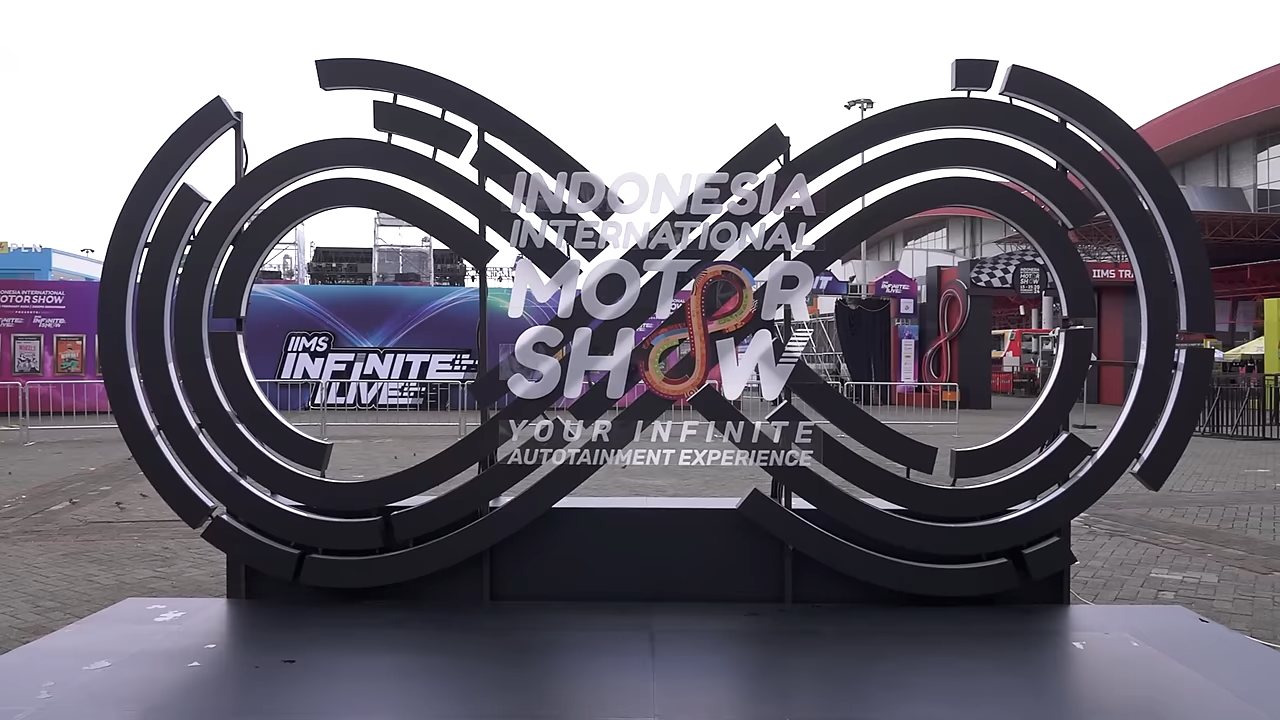 INDONESIA
INTERNATIONAL
MOTOR
SHOW
YOUR INFINITE
AUTOTAINMENT EXPERIENCE
IIMS
INFINITE
LIVE
INDONESIA INTERNATIONAL
MOTOR SHOW
IIMS TRA